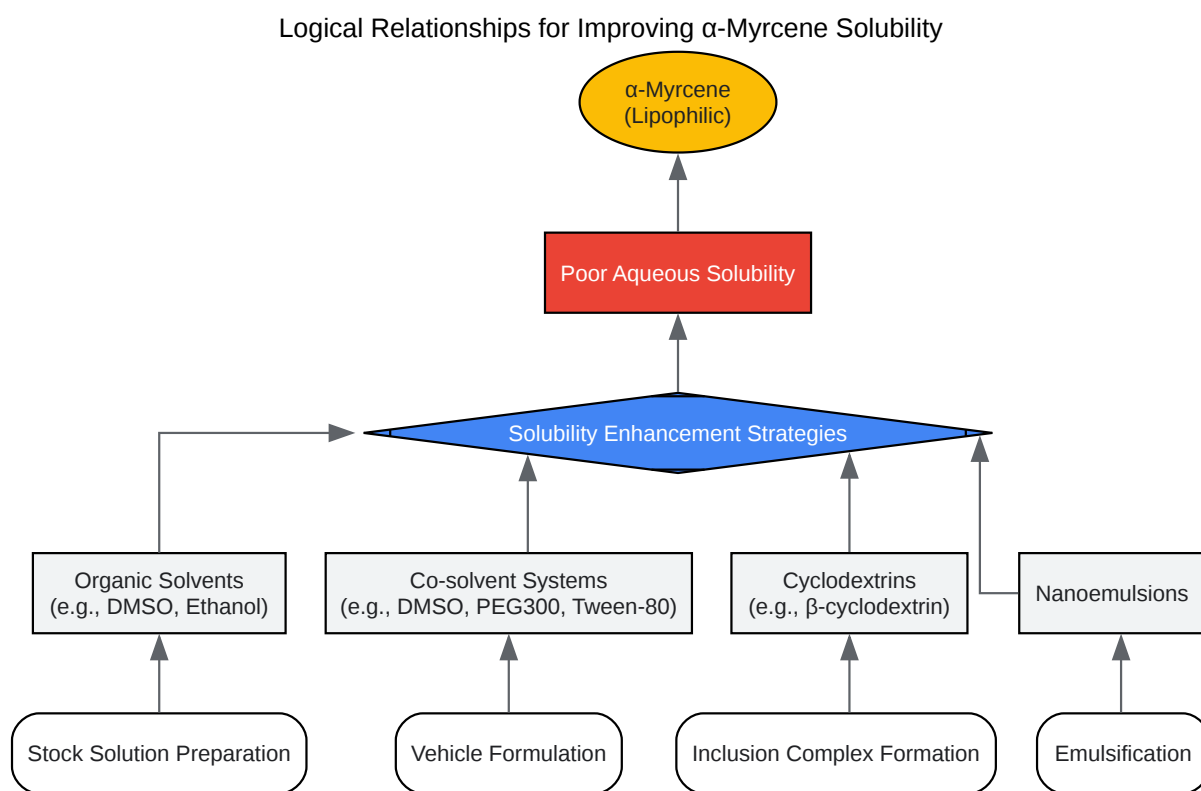 Logical Relationships for Improving α-Myrcene Solubility
α-Myrcene
(Lipophilic)
Poor Aqueous Solubility
Solubility Enhancement Strategies
Organic Solvents
(e.g., DMSO, Ethanol)
Co-solvent Systems
(e.g., DMSO, PEG300, Tween-80)
Cyclodextrins
(e.g., β-cyclodextrin)
Nanoemulsions
Stock Solution Preparation
Vehicle Formulation
Inclusion Complex Formation
Emulsification